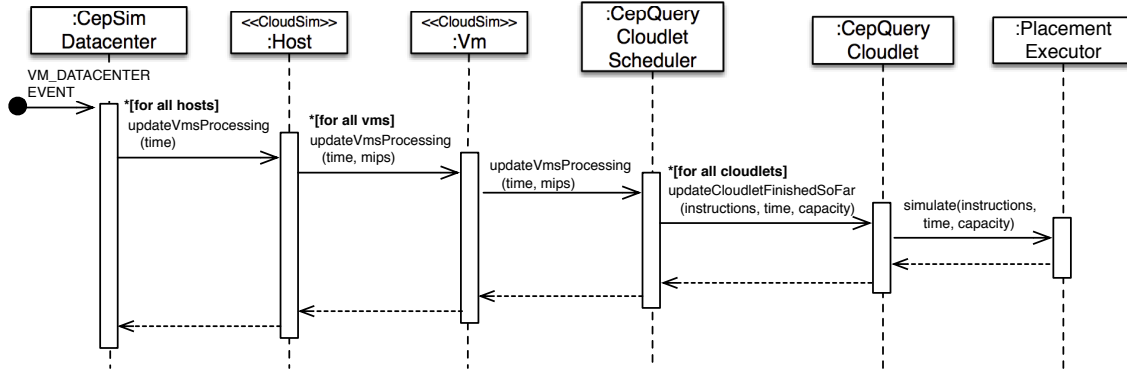 :CepSim
Datacenter
<<CloudSim>>
:Host
<<CloudSim>>
:Vm
:CepQuery
Cloudlet
Scheduler
:CepQuery
Cloudlet
:Placement
Executor
VM_DATACENTER
EVENT
*[for all hosts]
updateVmsProcessing
(time)
*[for all vms]
updateVmsProcessing
(time, mips)
updateVmsProcessing
(time, mips)
*[for all cloudlets]
updateCloudletFinishedSoFar
(instructions, time, capacity)
simulate(instructions,
time, capacity)